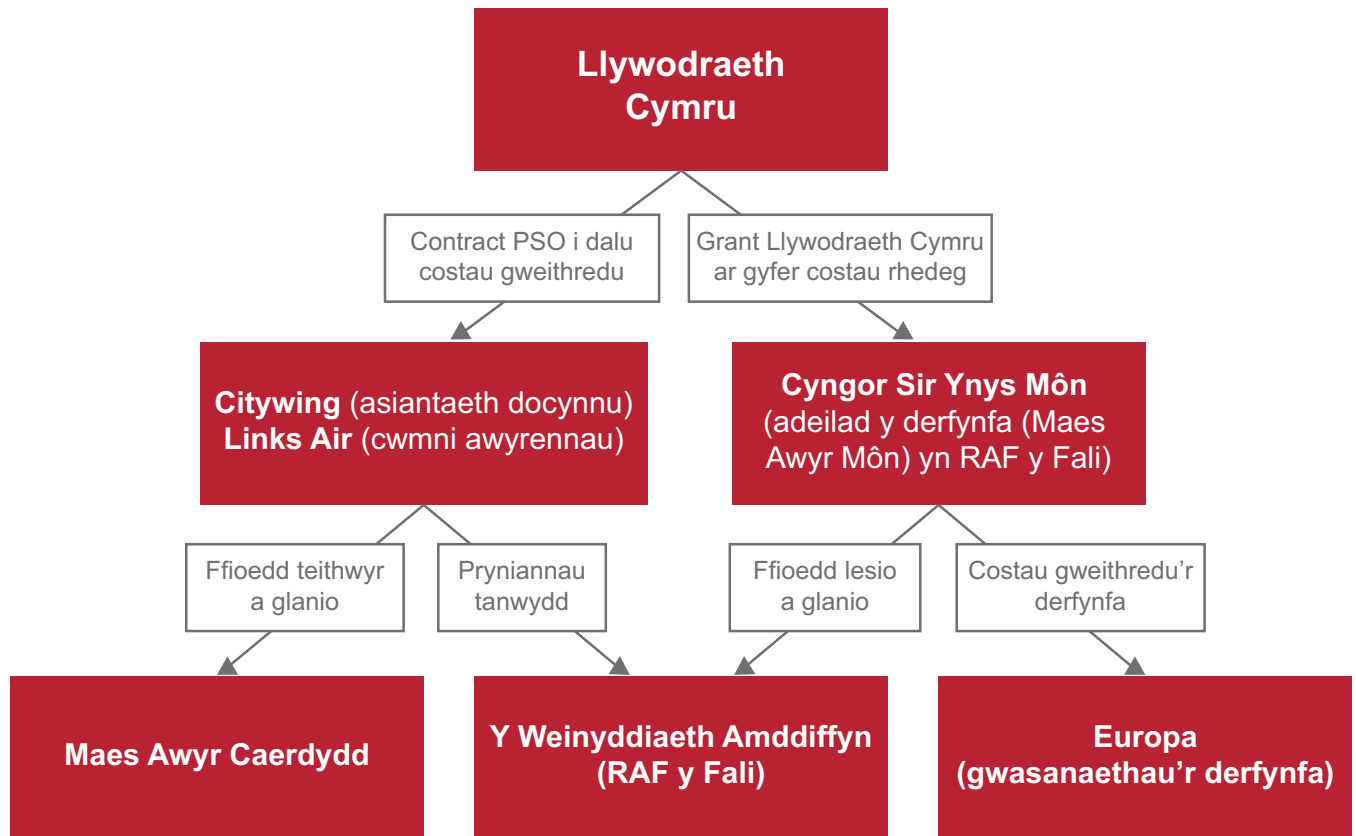 Llywodraeth
Cymru
Contract PSO i dalu
costau gweithredu
Grant Llywodraeth Cymru
ar gyfer costau rhedeg
Citywing (asiantaeth docynnu)
Links Air (cwmni awyrennau)
Cyngor Sir Ynys Môn
(adeilad y derfynfa (Maes
Awyr Môn) yn RAF y Fali)
Ffioedd teithwyr
a glanio
Pryniannau
tanwydd
Ffioedd lesio
a glanio
Costau gweithredu’r
derfynfa
Maes Awyr Caerdydd
Y Weinyddiaeth Amddiffyn
(RAF y Fali)
Europa
(gwasanaethau’r derfynfa)